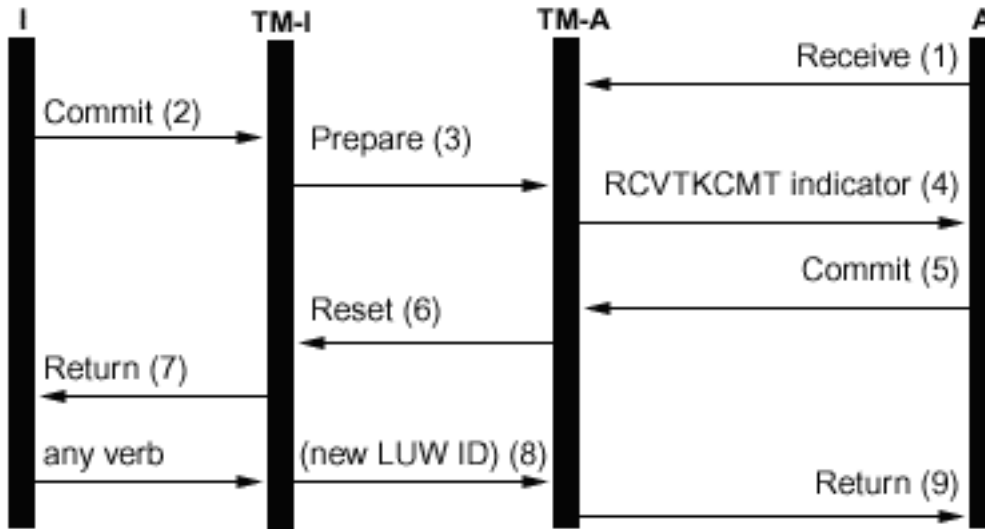 I TM-I TM-A A
Receive (1)
Commit (2)
Prepare (3)
RCVTKCMT indicator (4)
Commit (5)
Reset (6)
Return (7)
any verb (new LUW ID) (8)
Return (9)